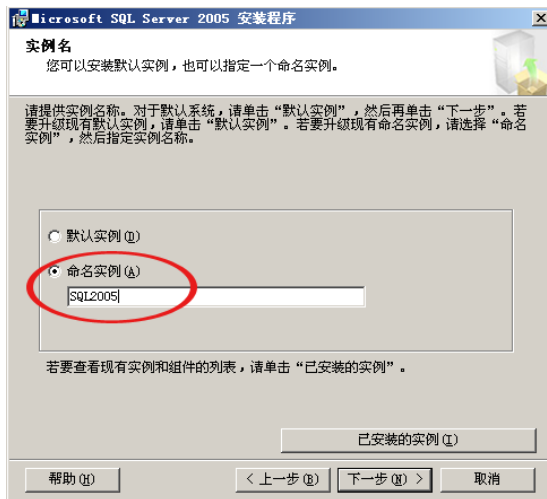 Microsoft SQL Server 2005 安装程序
实例名
您可以安装默认实例，也可以指定一个命名实例。
请提供实例名称。对于默认系统，请单击“默认实例”，然后再单击“下一步”。若
要升级现有默认实例，请单击“默认实例”。若要升级现有命名实例，请选择“命名
实例”，然后指定实例名称。
默认实例(D)
命名实例(A)
SQL2005
若要查看现有实例和组件的列表，请单击“已安装的实例”。
已安装的实例(I)
帮助(H)
< 上一步(B)
下一步(N) >
取消